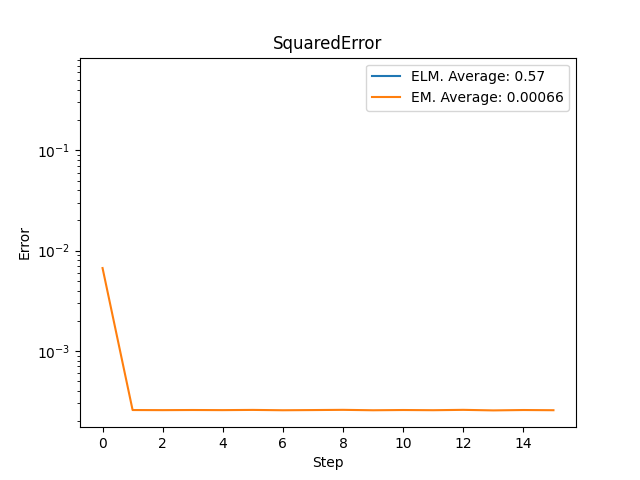 SquaredError
ELM. Average: 0.57
EM. Average: 0.00066
Error
10⁻¹
10⁻²
10⁻³
0 2 4 6 8 10 12 14
Step